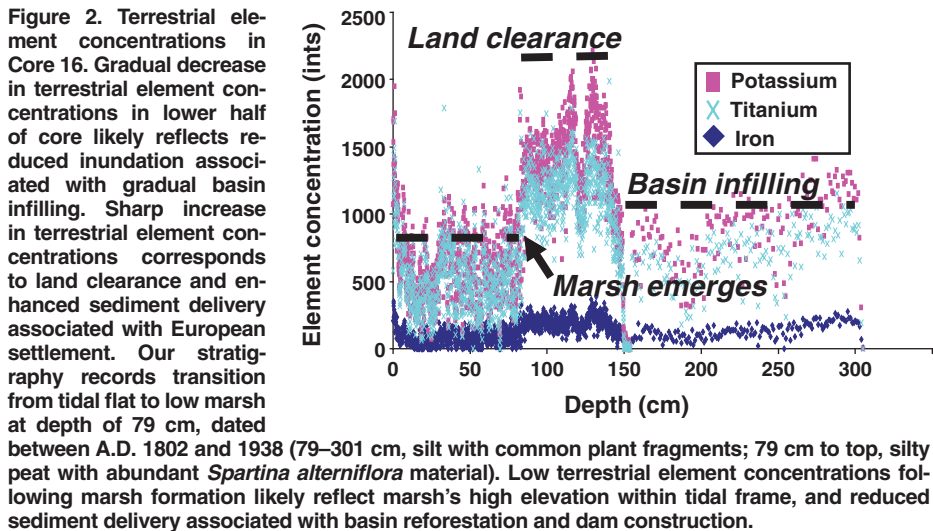 Figure 2. Terrestrial ele-
ment concentrations in
Core 16. Gradual decrease
in terrestrial element con-
centrations in lower half
of core likely reflects re-
duced inundation associ-
ated with gradual basin
infilling. Sharp increase
in terrestrial element con-
centrations corresponds
to land clearance and en-
hanced sediment delivery
associated with European
settlement. Our stratig-
raphy records transition
from tidal flat to low marsh
at depth of 79 cm, dated
between A.D. 1802 and 1938 (79–301 cm, silt with common plant fragments; 79 cm to top, silty
peat with abundant Spartina alterniflora material). Low terrestrial element concentrations fol-
lowing marsh formation likely reflect marsh's high elevation within tidal frame, and reduced
sediment delivery associated with basin reforestation and dam construction.
Element concentration (ints)
2500
2000
1500
1000
500
0
Land clearance
Potassium
Titanium
Iron
Basin infilling
Marsh emerges
0 50 100 150 200 250 300
Depth (cm)